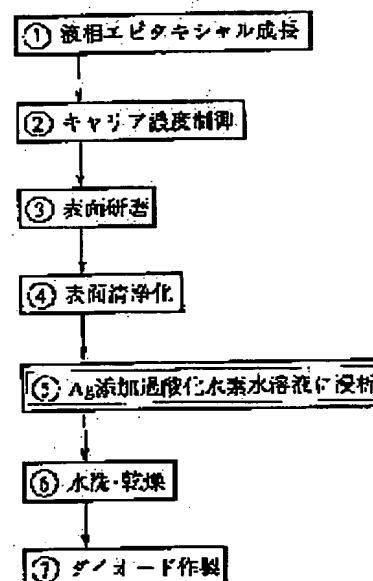 ① 液相エピタキシャル成長
② キャリア濃度制御
③ 表面研磨
④ 表面清浄化
⑤ Ag添加過酸化水素水溶液に浸析
⑥ 水洗・乾燥
⑦ ダイオード作製